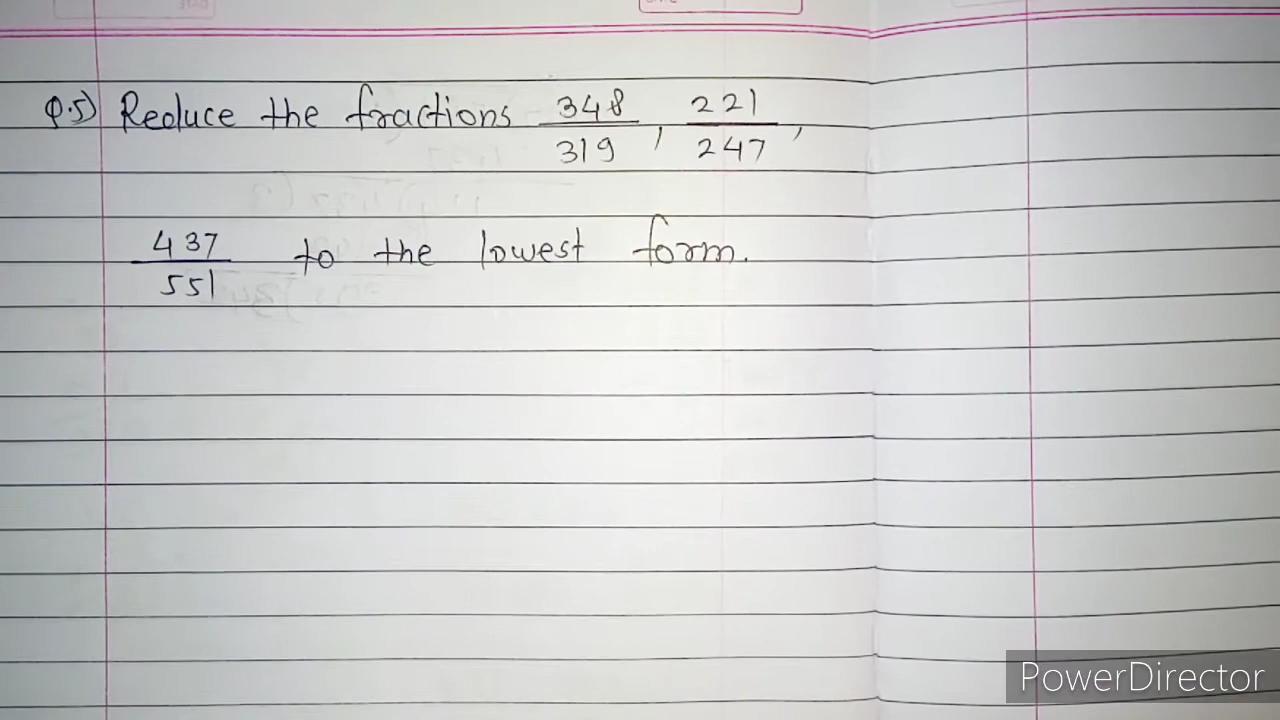 Q.5) Reduce the fractions 348/319, 221/247,
437/551 to the lowest form.
PowerDirector